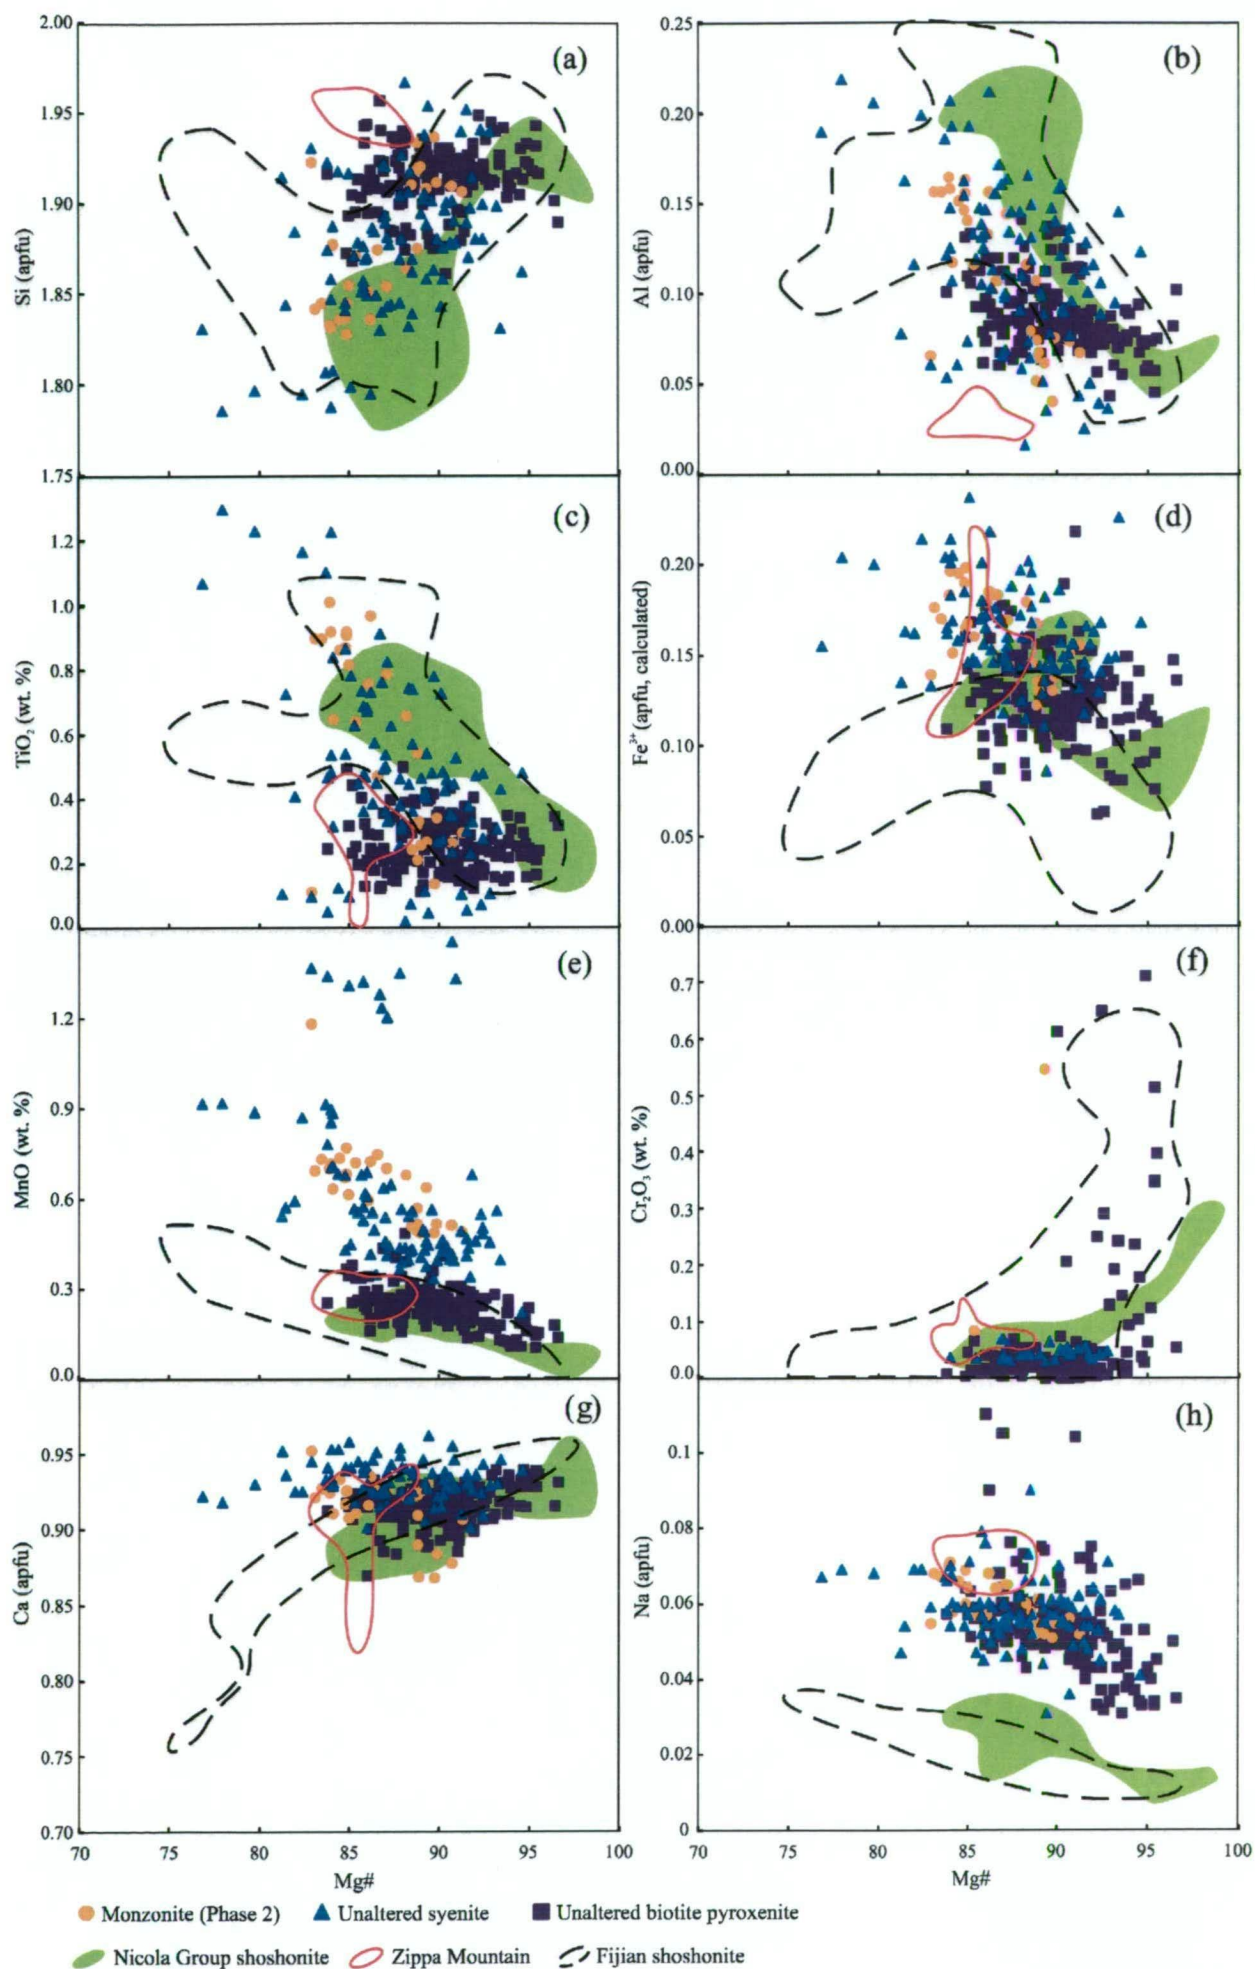 2.00
1.95
1.90
1.85
1.80
1.75
Si (apfu)
(a)
0.25
0.20
0.15
0.10
0.05
0.00
Al (apfu)
(b)
1.2
1.0
0.8
0.6
0.4
0.2
0.0
TiO₂ (wt. %)
(c)
0.20
0.15
0.10
0.05
0.00
Fe³⁺ (apfu, calculated)
(d)
1.2
0.9
0.6
0.3
0.0
MnO (wt. %)
(e)
0.7
0.6
0.5
0.4
0.3
0.2
0.1
0.0
Cr₂O₃ (wt. %)
(f)
0.95
0.90
0.85
0.80
0.75
0.70
Ca (apfu)
(g)
70 75 80 85 90 95 100
Mg#
0.1
0.08
0.06
0.04
0.02
0
Na (apfu)
(h)
70 75 80 85 90 95 100
Mg#
Monzonite (Phase 2) Unaltered syenite Unaltered biotite pyroxenite
Nicola Group shoshonite Zippa Mountain Fijian shoshonite